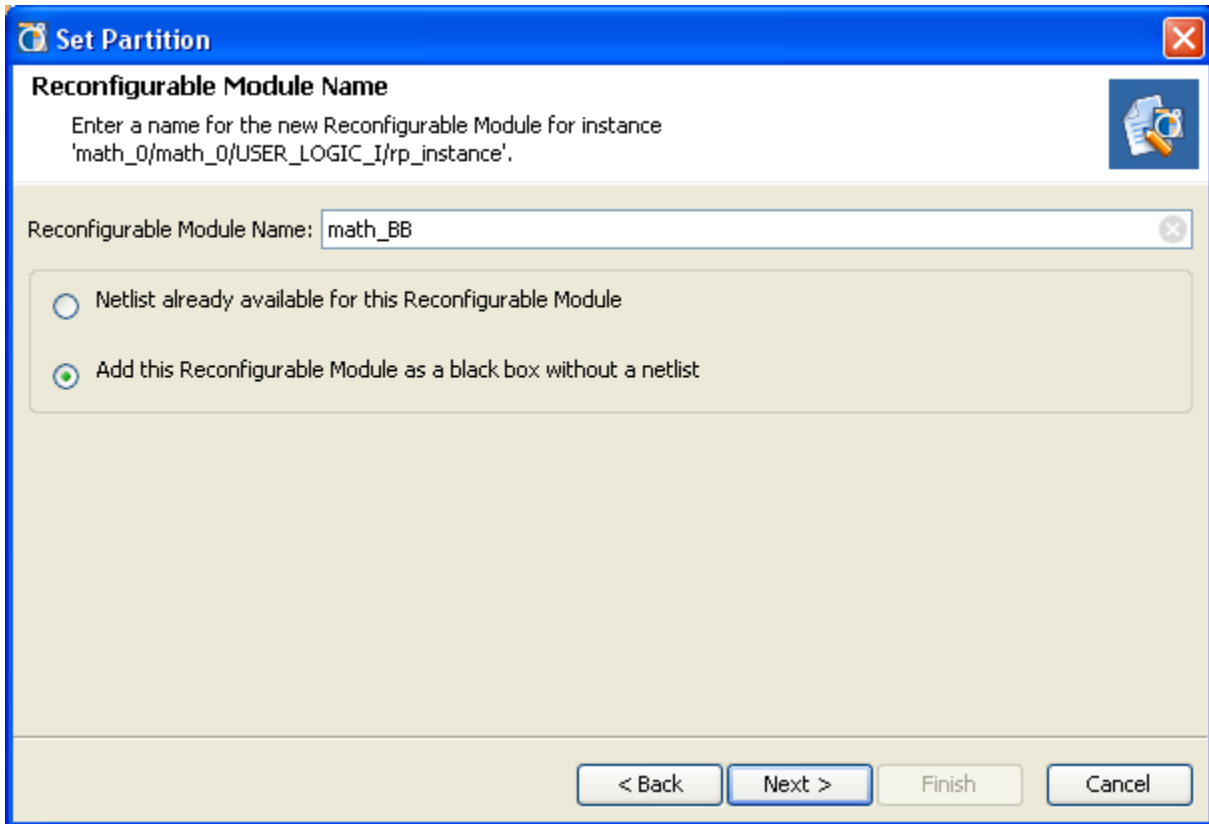 Set Partition
Reconfigurable Module Name
Enter a name for the new Reconfigurable Module for instance
'math_0/math_0/USER_LOGIC_I/rp_instance'.
Reconfigurable Module Name: math_BB
Netlist already available for this Reconfigurable Module
Add this Reconfigurable Module as a black box without a netlist
< Back Next > Finish Cancel